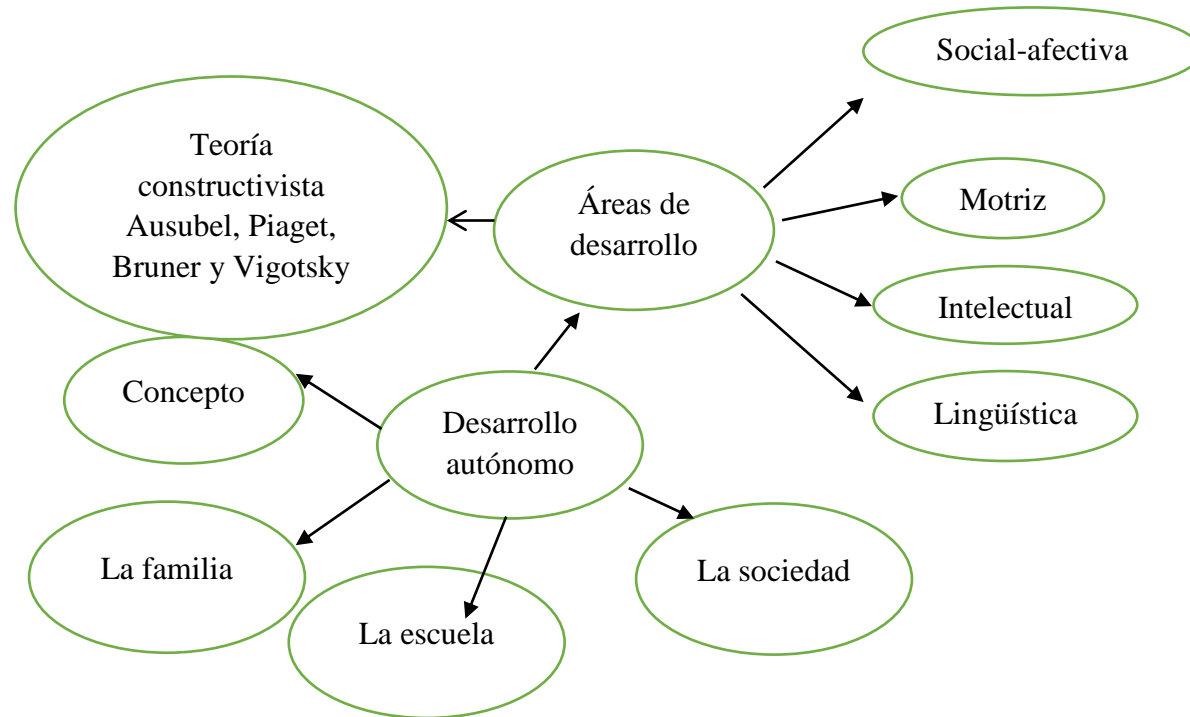 Social-afectiva
Teoría
constructivista
Ausubel, Piaget,
Bruner y Vigotsky
Áreas de
desarrollo
Motriz
Intelectual
Lingüística
Concepto
Desarrollo
autónomo
La familia
La escuela
La sociedad